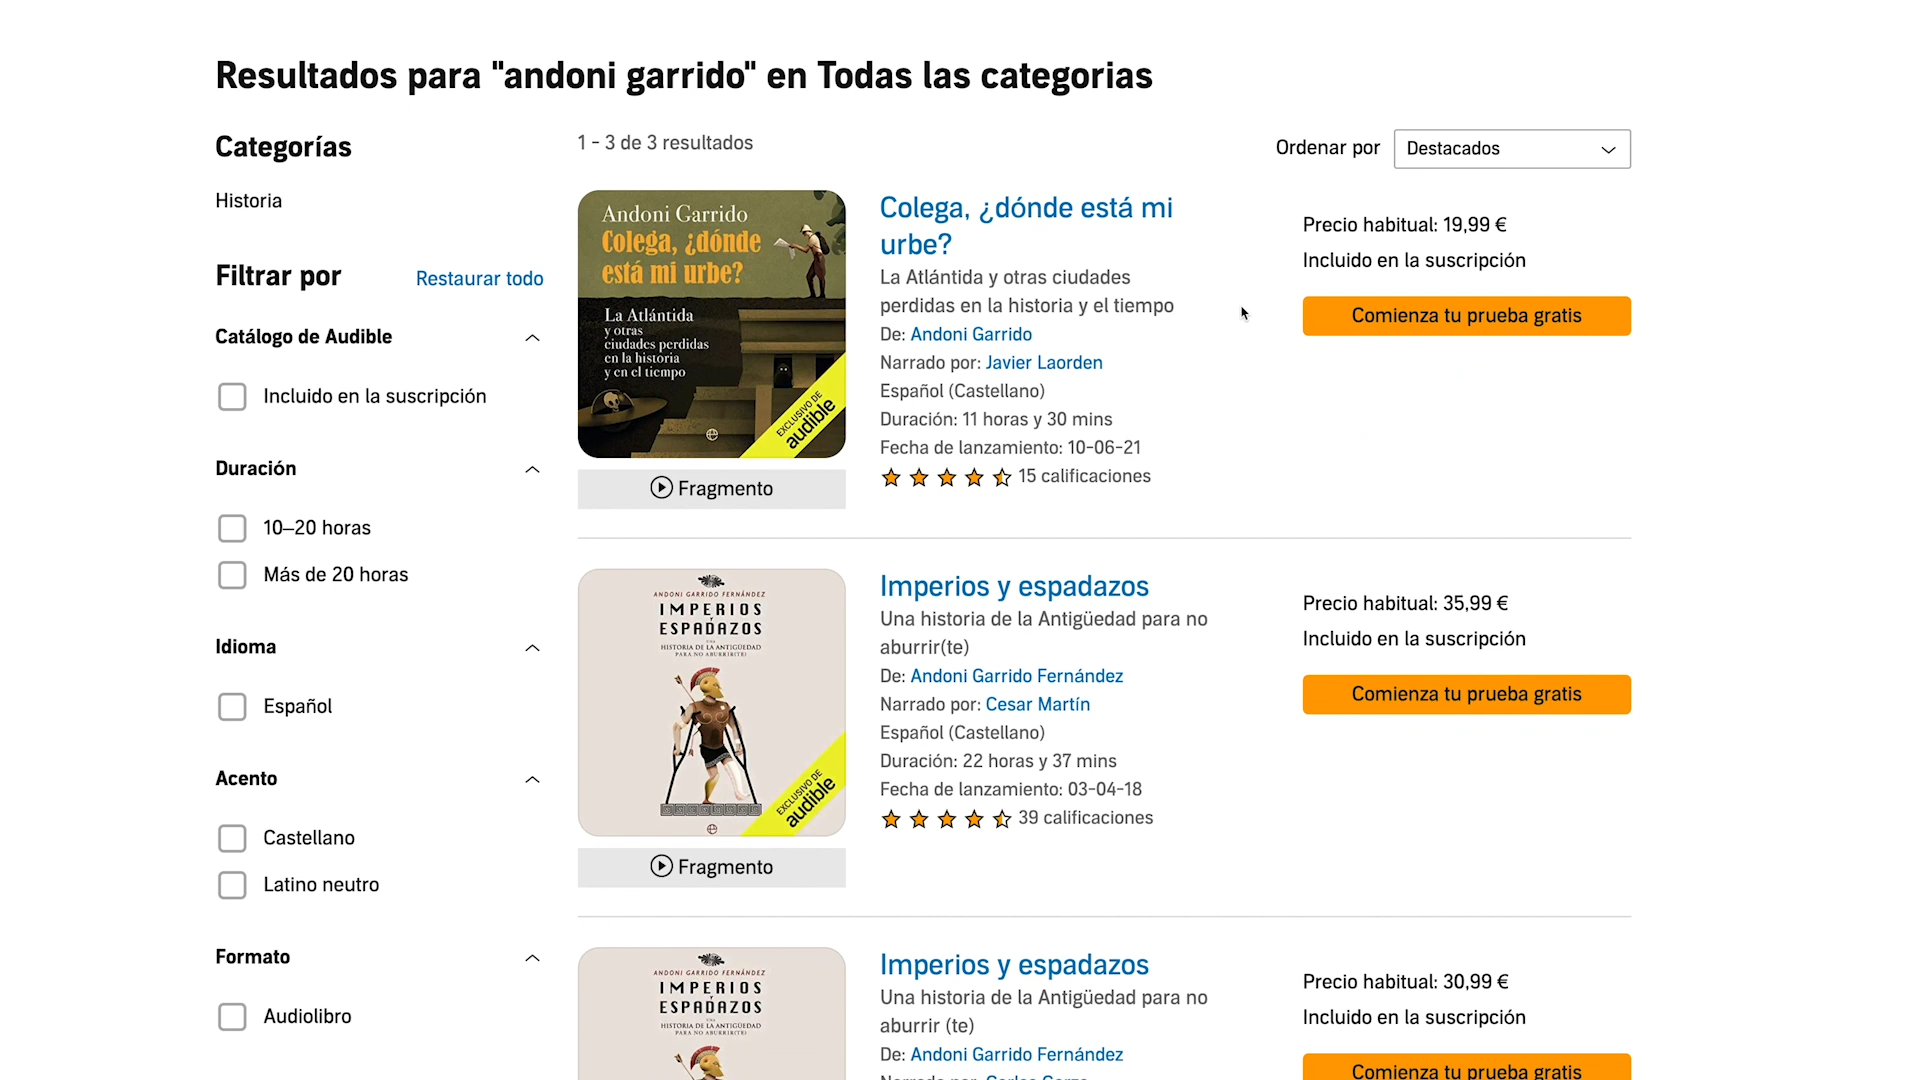 Resultados para "andoni garrido" en Todas las categorias
Categorías
Historia
Filtrar por
Restaurar todo
Catálogo de Audible
Incluido en la suscripción
Duración
10–20 horas
Más de 20 horas
Idioma
Español
Acento
Castellano
Latino neutro
Formato
Audiolibro
1 - 3 de 3 resultados
Ordenar por
Destacados
Andoni Garrido
Colega, ¿dónde
está mi urbe?
La Atlántida
y otras
ciudades perdidas
en la historia
y en el tiempo
EXCLUSIVO DE
audible
Fragmento
Colega, ¿dónde está mi
urbe?
La Atlántida y otras ciudades
perdidas en la historia y el tiempo
De: Andoni Garrido
Narrado por: Javier Laorden
Español (Castellano)
Duración: 11 horas y 30 mins
Fecha de lanzamiento: 10-06-21
15 calificaciones
Precio habitual: 19,99 €
Incluido en la suscripción
Comienza tu prueba gratis
ANDONI GARRIDO FERNÁNDEZ
IMPERIOS
Y
ESPADAZOS
UNA
HISTORIA DE LA ANTIGÜEDAD
PARA NO ABURRIR(TE)
EXCLUSIVO DE
audible
Fragmento
Imperios y espadazos
Una historia de la Antigüedad para no
aburrir(te)
De: Andoni Garrido Fernández
Narrado por: Cesar Martín
Español (Castellano)
Duración: 22 horas y 37 mins
Fecha de lanzamiento: 03-04-18
39 calificaciones
Precio habitual: 35,99 €
Incluido en la suscripción
Comienza tu prueba gratis
ANDONI GARRIDO FERNÁNDEZ
IMPERIOS
Y
ESPADAZOS
UNA
HISTORIA DE LA ANTIGÜEDAD
PARA NO ABURRIR(TE)
Imperios y espadazos
Una historia de la Antigüedad para no
aburrir (te)
De: Andoni Garrido Fernández
Narrado por:
Precio habitual: 30,99 €
Incluido en la suscripción
Comienza tu prueba gratis